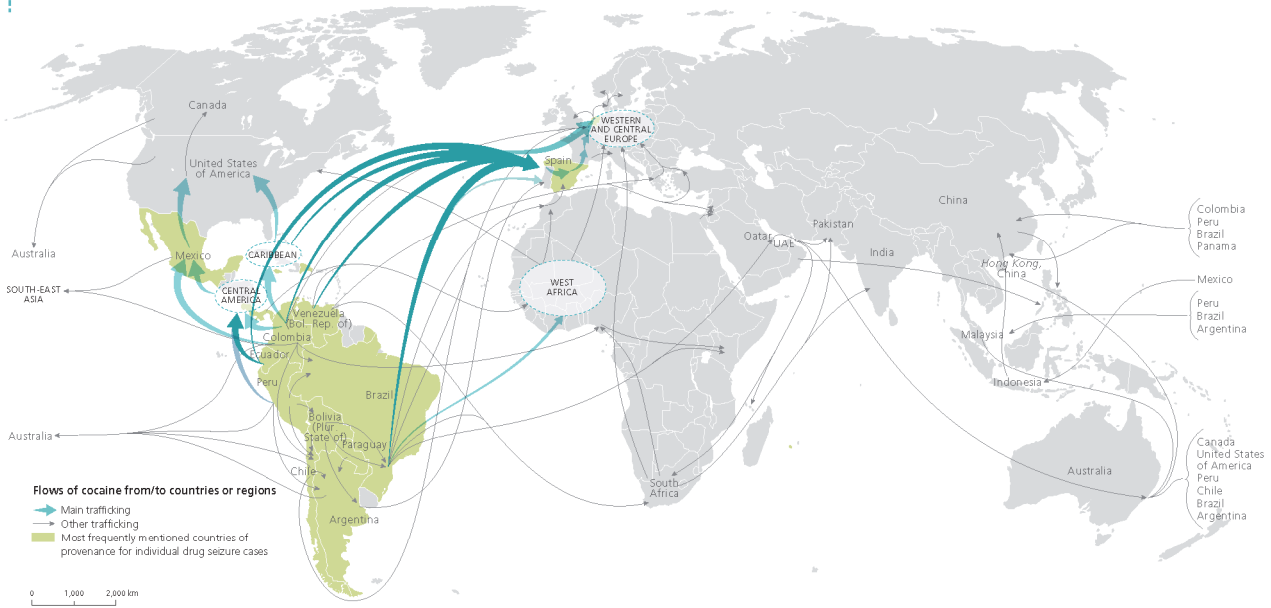 Canada
United States
of America
Australia
Mexico
CARIBBEAN
SOUTH-EAST
ASIA
CENTRAL
AMERICA
Venezuela
(Bol. Rep. of)
Colombia
Ecuador
Peru
Brazil
Bolivia
(Plur
State of)
Paraguay
Australia
Chile
Argentina
WESTERN
AND CENTRAL
EUROPE
Spain
WEST
AFRICA
South
Africa
Qatar
UAE
Pakistan
India
China
Hong Kong,
China
Malaysia
Indonesia
Australia
Colombia
Peru
Brazil
Panama
Mexico
Peru
Brazil
Argentina
Canada
United States
of America
Peru
Chile
Brazil
Argentina
Flows of cocaine from/to countries or regions
Main trafficking
Other trafficking
Most frequently mentioned countries of
provenance for individual drug seizure cases
0 1,000 2,000 km